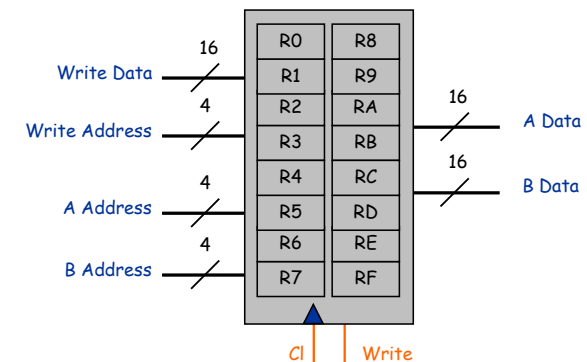 16
Write Data
4
Write Address
4
A Address
4
B Address
R0 R8
R1 R9
R2 RA
R3 RB
R4 RC
R5 RD
R6 RE
R7 RF
16
A Data
16
B Data
Cl Write